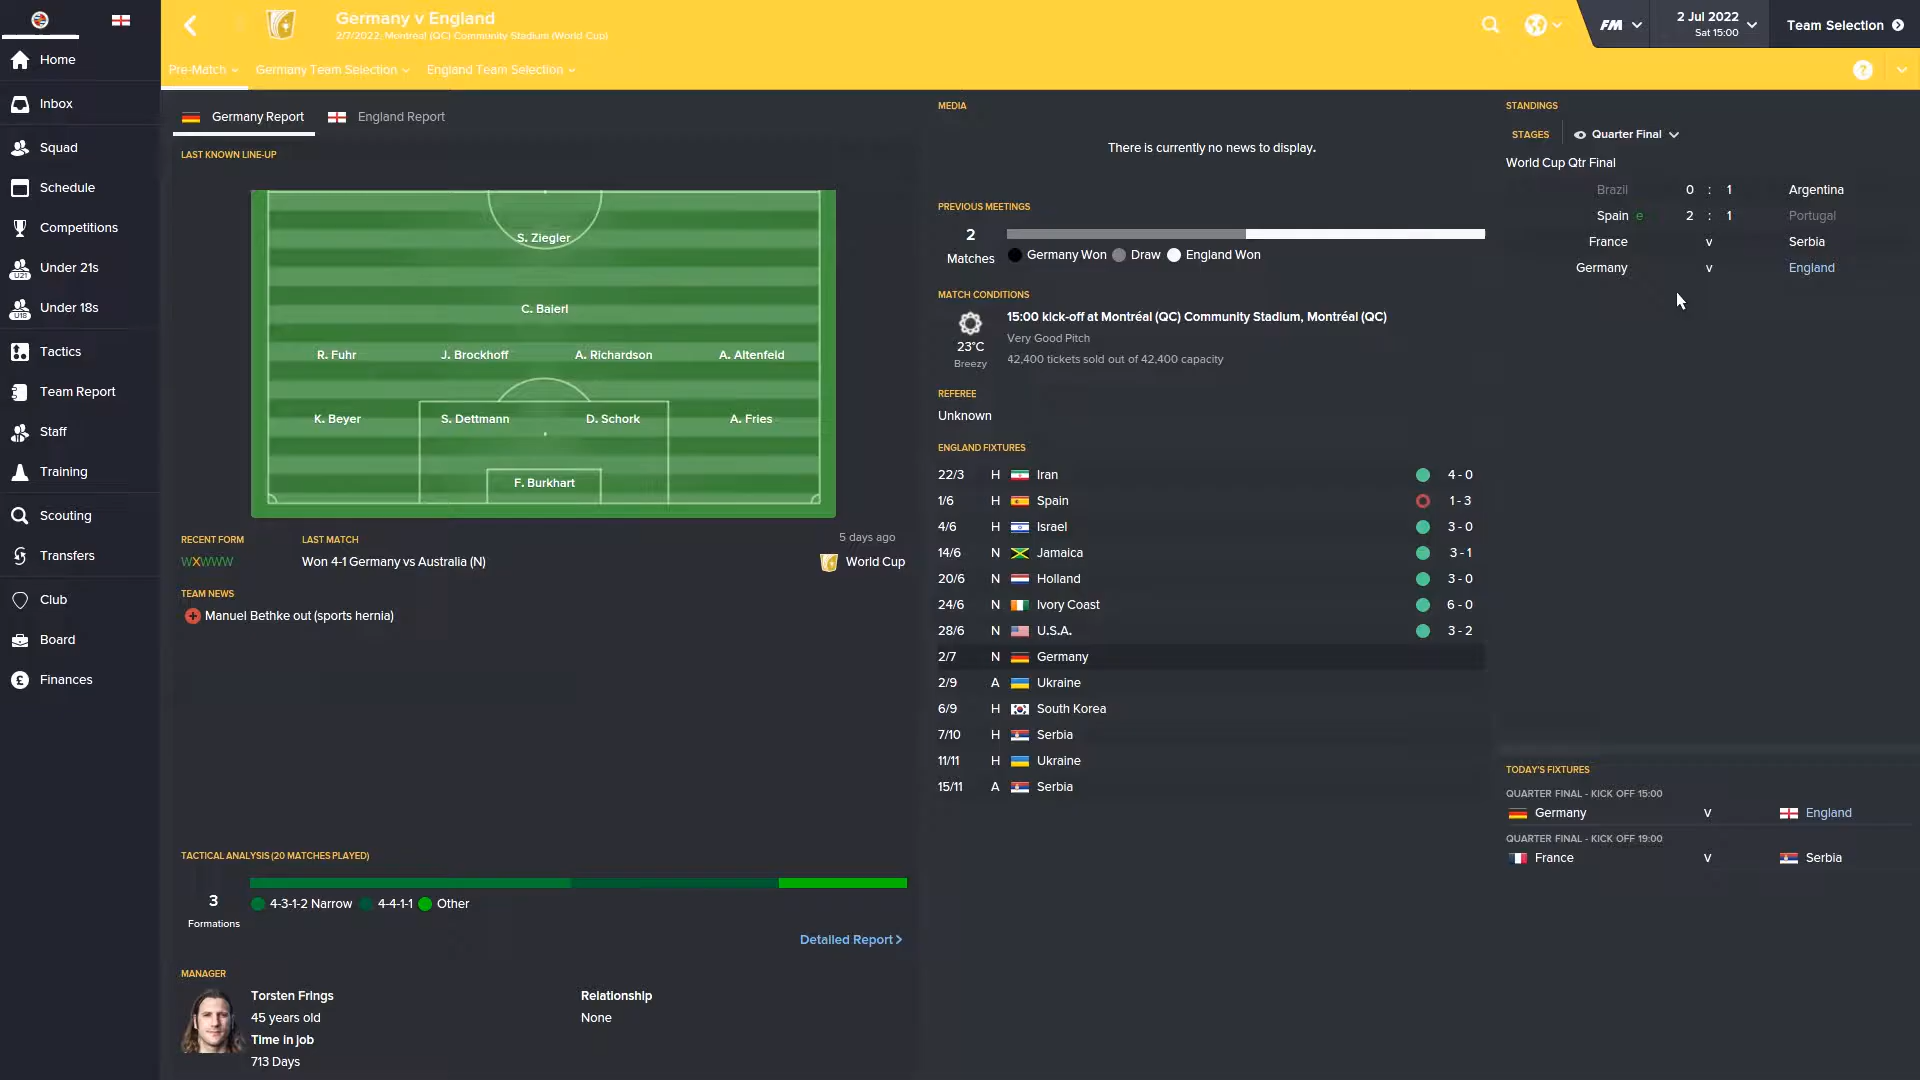 Germany v England
2/7/2022, Montréal (QC) Community Stadium (World Cup)
FM
2 Jul 2022
Sat 15:00
Team Selection
Pre-Match
Germany Team Selection
England Team Selection
?
Home
Inbox
Squad
Schedule
Competitions
U21
Under 21s
U18
Under 18s
Tactics
Team Report
Staff
Training
Scouting
Transfers
Club
Board
£ Finances
Germany Report
England Report
LAST KNOWN LINE-UP
S. Ziegler
C. Baierl
R. Fuhr
J. Brockhoff
A. Richardson
A. Altenfeld
K. Beyer
S. Dettmann
D. Schork
A. Fries
F. Burkhart
RECENT FORM
WXWWW
LAST MATCH
Won 4-1 Germany vs Australia (N)
5 days ago
World Cup
TEAM NEWS
Manuel Bethke out (sports hernia)
TACTICAL ANALYSIS (20 MATCHES PLAYED)
3
Formations
4-3-1-2 Narrow
4-4-1-1
Other
Detailed Report
MANAGER
Torsten Frings
45 years old
Time in job
713 Days
Relationship
None
MEDIA
There is currently no news to display.
PREVIOUS MEETINGS
2
Matches
Germany Won
Draw
England Won
MATCH CONDITIONS
23°C
Breezy
15:00 kick-off at Montréal (QC) Community Stadium, Montréal (QC)
Very Good Pitch
42,400 tickets sold out of 42,400 capacity
REFEREE
Unknown
ENGLAND FIXTURES
22/3 H Iran 4 - 0
1/6 H Spain 1 - 3
4/6 H Israel 3 - 0
14/6 N Jamaica 3 - 1
20/6 N Holland 3 - 0
24/6 N Ivory Coast 6 - 0
28/6 N U.S.A. 3 - 2
2/7 N Germany
2/9 A Ukraine
6/9 H South Korea
7/10 H Serbia
11/11 H Ukraine
15/11 A Serbia
STANDINGS
STAGES
Quarter Final
World Cup Qtr Final
Brazil 0 : 1 Argentina
Spain e 2 : 1 Portugal
France v Serbia
Germany v England
TODAY'S FIXTURES
QUARTER FINAL - KICK OFF 15:00
Germany v England
QUARTER FINAL - KICK OFF 19:00
France v Serbia